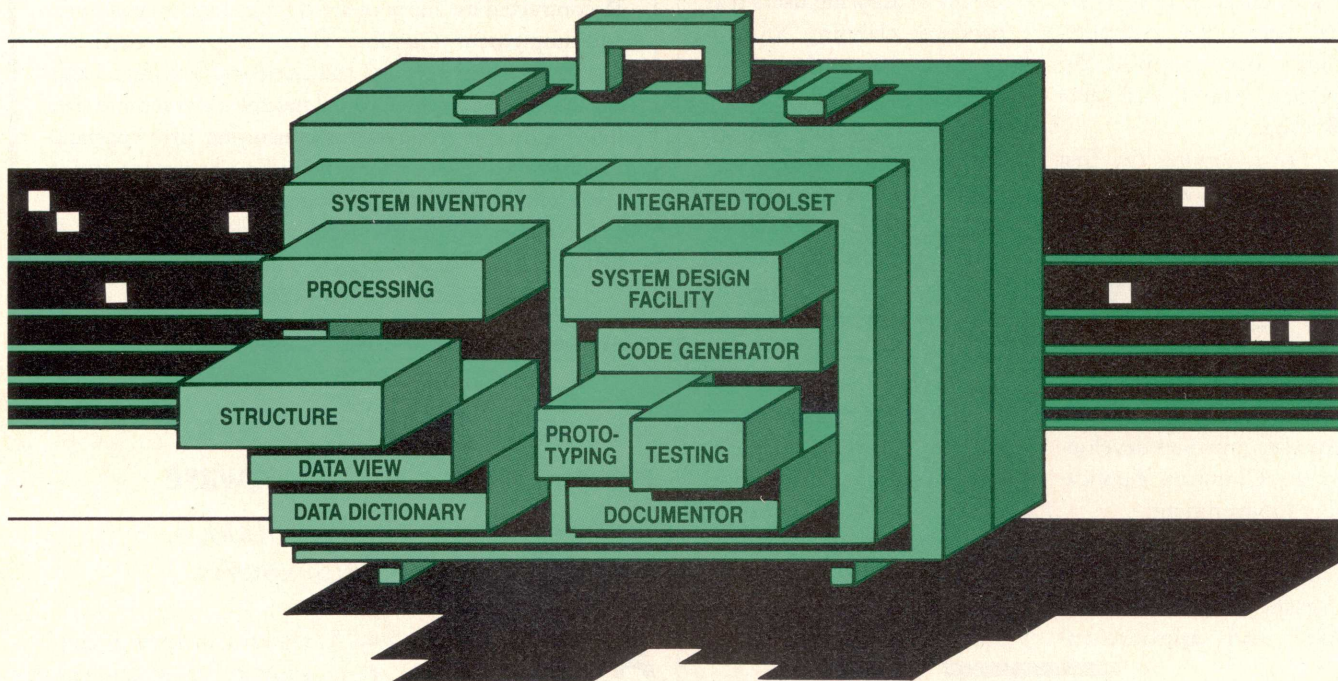 SYSTEM INVENTORY
PROCESSING
STRUCTURE
DATA VIEW
DATA DICTIONARY
INTEGRATED TOOLSET
SYSTEM DESIGN
FACILITY
CODE GENERATOR
PROTO-
TYPING
TESTING
DOCUMENTOR